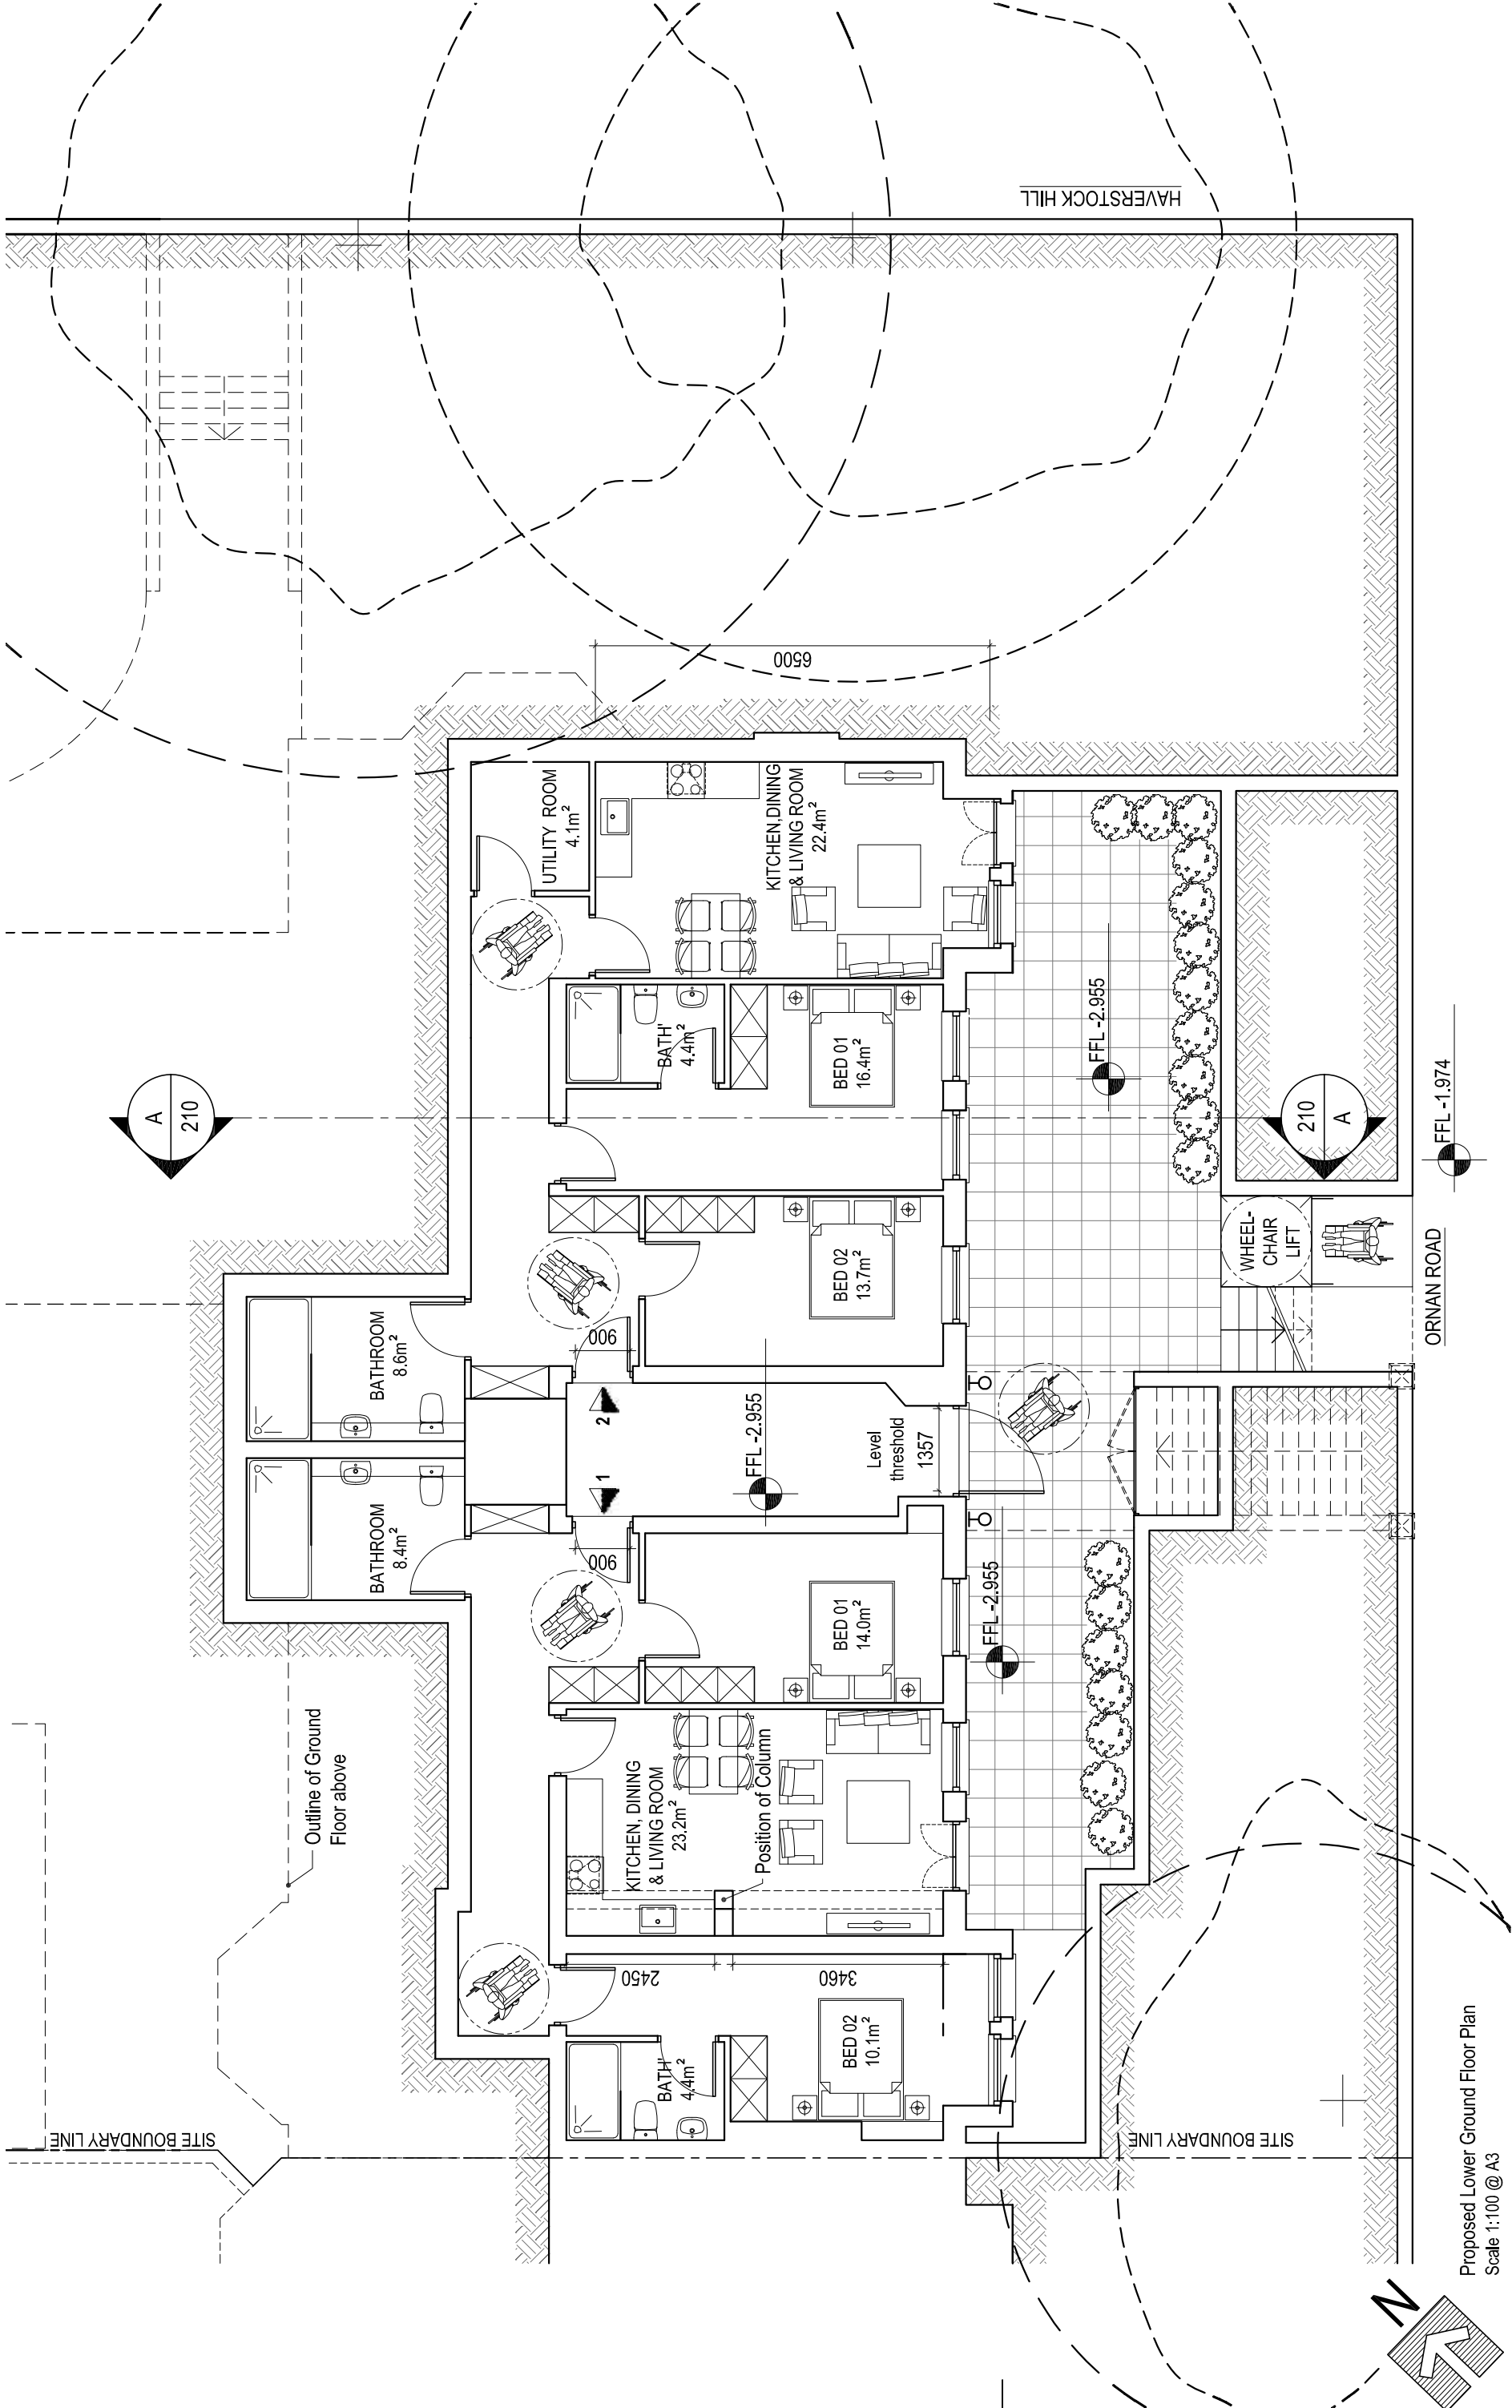 HAVERSTOCK HILL
6500
UTILITY ROOM
4.1m²
KITCHEN,DINING
& LIVING ROOM
22.4m²
BATH'
4.4m²
BED 01
16.4m²
FFL -2.955
A
210
210
A
FFL -1.974
BED 02
13.7m²
WHEEL-
CHAIR
LIFT
ORNAN ROAD
BATHROOM
8.6m²
900
2
FFL -2.955
Level
threshold
1357
1
BATHROOM
8.4m²
900
BED 01
14.0m²
FFL -2.955
Outline of Ground
Floor above
KITCHEN, DINING
& LIVING ROOM
23.2m²
Position of Column
2450
3460
BATH'
4.4m²
BED 02
10.1m²
SITE BOUNDARY LINE
SITE BOUNDARY LINE
N
Proposed Lower Ground Floor Plan
Scale 1:100 @ A3